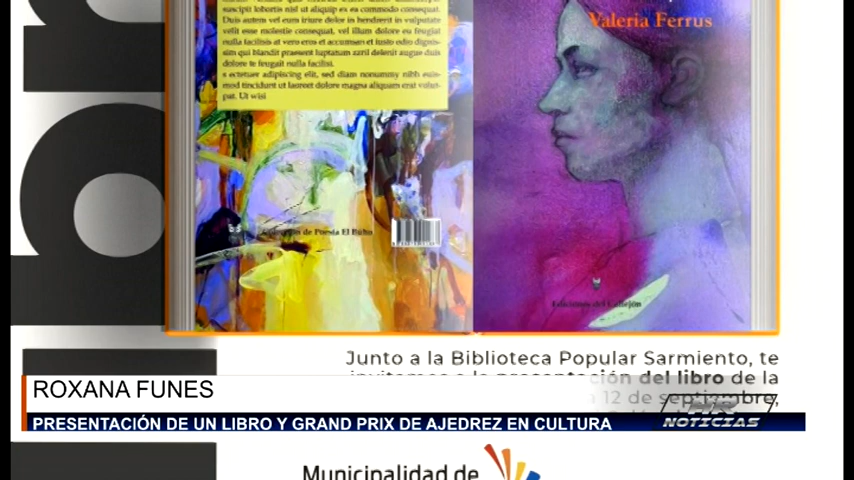 suscipit lobortis nisl ut aliquip ex ea commodo consequat.
Duis autem vel eum iriure dolor in hendrerit in vulputate
velit esse molestie consequat, vel illum dolore eu feugiat
nulla facilisis at vero eros et accumsan et iusto odio dignis-
sim qui blandit praesent luptatum zzril delenit augue duis
dolore te feugait nulla facilisi.
s ectetuer adipiscing elit, sed diam nonummy nibh euis-
mod tincidunt ut laoreet dolore magna aliquam erat volut-
pat. Ut wisi
Colección de Poesía El Búho
Valeria Ferrus
Ediciones del Callejón
Junto a la Biblioteca Popular Sarmiento, te
invitamos a la presentación del libro de la
12 de septiembre,
ROXANA FUNES
PRESENTACIÓN DE UN LIBRO Y GRAND PRIX DE AJEDREZ EN CULTURA
NOTICIAS
Municipalidad de